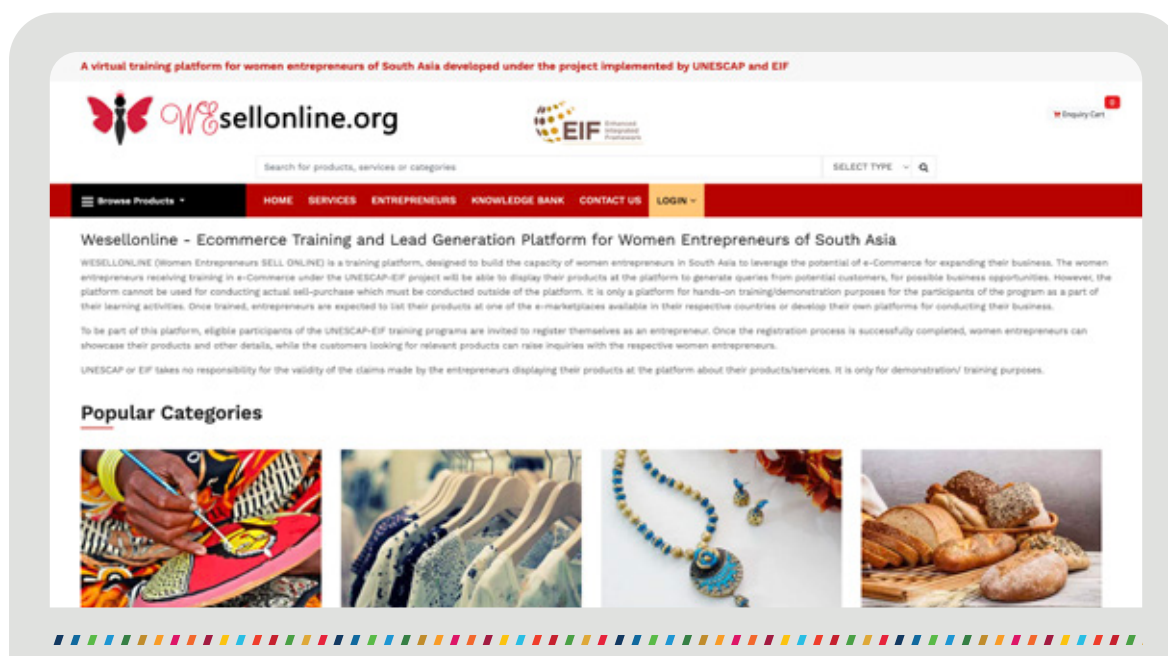 A virtual training platform for women entrepreneurs of South Asia developed under the project implemented by UNESCAP and EIF
WEsellonline.org
EIF Enhanced
Integrated
Framework
0
Enquiry Cart
Search for products, services or categories
SELECT TYPE
Browse Products
HOME SERVICES ENTREPRENEURS KNOWLEDGE BANK CONTACT US LOGIN
Wesellonline - Ecommerce Training and Lead Generation Platform for Women Entrepreneurs of South Asia
WESELLONLINE (Women Entrepreneurs SELL ONLINE) is a training platform, designed to build the capacity of women entrepreneurs in South Asia to leverage the potential of e-Commerce for expanding their business. The women
entrepreneurs receiving training in e-Commerce under the UNESCAP-EIF project will be able to display their products at the platform to generate queries from potential customers, for possible business opportunities. However, the
platform cannot be used for conducting actual sell-purchase which must be conducted outside of the platform. It is only a platform for hands-on training/demonstration purposes for the participants of the program as a part of
their learning activities. Once trained, entrepreneurs are expected to list their products at one of the e-marketplaces available in their respective countries or develop their own platforms for conducting their business.
To be part of this platform, eligible participants of the UNESCAP-EIF training programs are invited to register themselves as an entrepreneur. Once the registration process is successfully completed, women entrepreneurs can
showcase their products and other details, while the customers looking for relevant products can raise inquiries with the respective women entrepreneurs.
UNESCAP or EIF takes no responsibility for the validity of the claims made by the entrepreneurs displaying their products at the platform about their products/services. It is only for demonstration/ training purposes.
Popular Categories